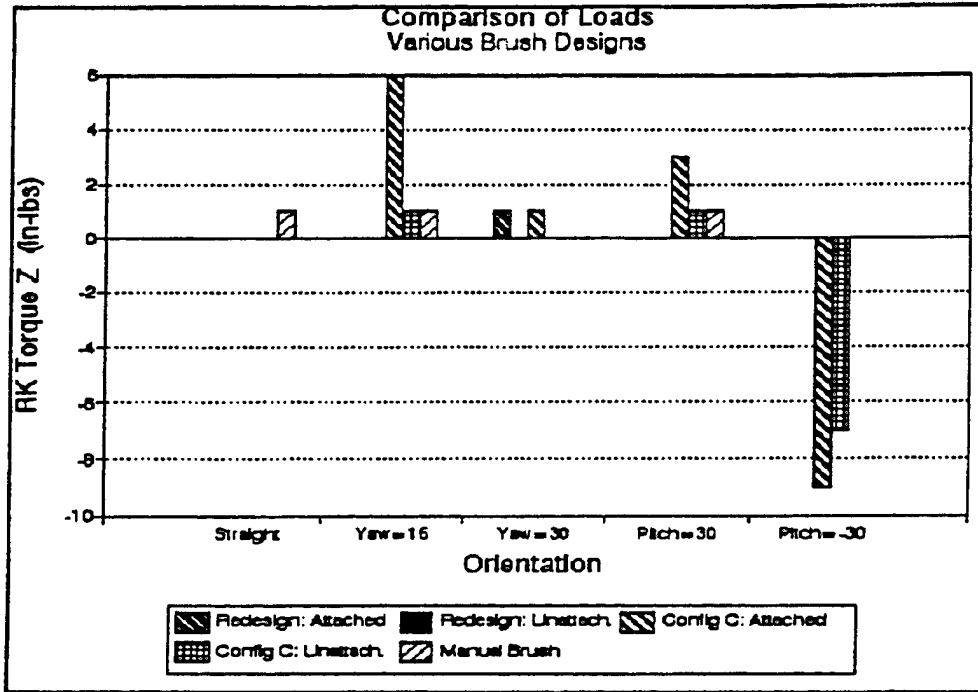 Comparison of Loads
Various Brush Designs
RK Torque Z (in-lbs)
6
4
2
0
-2
-4
-6
-8
-10
Straight
Yaw=15
Yaw=30
Pitch=30
Pitch=-30
Orientation
Redesign: Attached
Redesign: Unattach.
Config C: Attached
Config C: Unattach.
Manual Brush